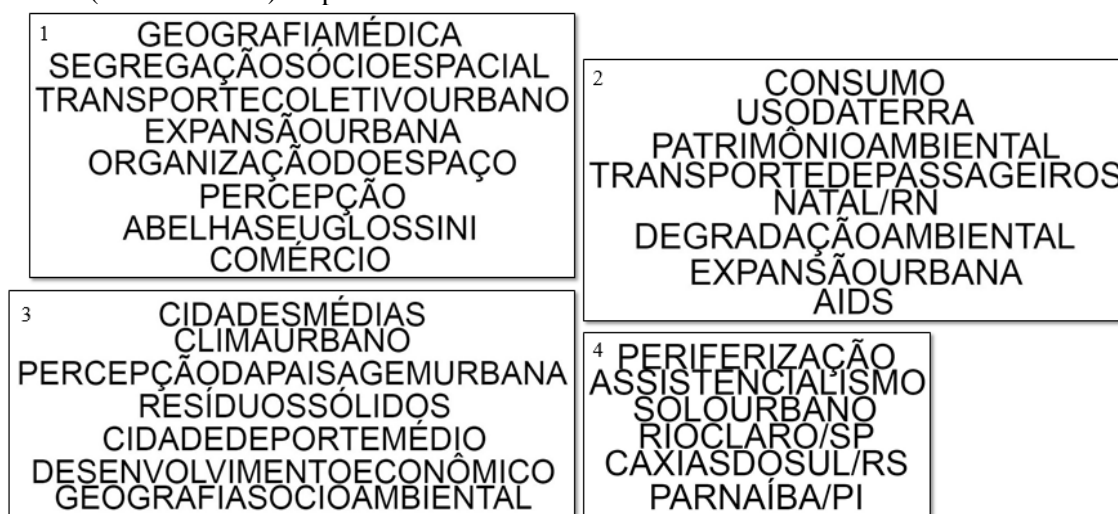 1
GEOGRAFIAMÉDICA
SEGREGAÇÃOSÓCIOESPACIAL
TRANSPORTECOLETIVOURBANO
EXPANSÃOURBANA
ORGANIZAÇÃODOESPAÇO
PERCEPÇÃO
ABELHASEUGLOSSINI
COMÉRCIO
2
CONSUMO
USODATERRA
PATRIMÔNIOAMBIENTAL
TRANSPORTEDEPASSAGEIROS
NATAL/RN
DEGRADAÇÃOAMBIENTAL
EXPANSÃOURBANA
AIDS
3
CIDADESMÉDIAS
CLIMAURBANO
PERCEPÇÃODAPAISAGEMURBANA
RESÍDUOSSÓLIDOS
CIDADEDEPORTEMÉDIO
DESENVOLVIMENTOECONÔMICO
GEOGRAFIASOCIOAMBIENTAL
4
PERIFERIZAÇÃO
ASSISTENCIALISMO
SOLOURBANO
RIOCLARO/SP
CAXIASDOSUL/RS
PARNAÍBA/PI